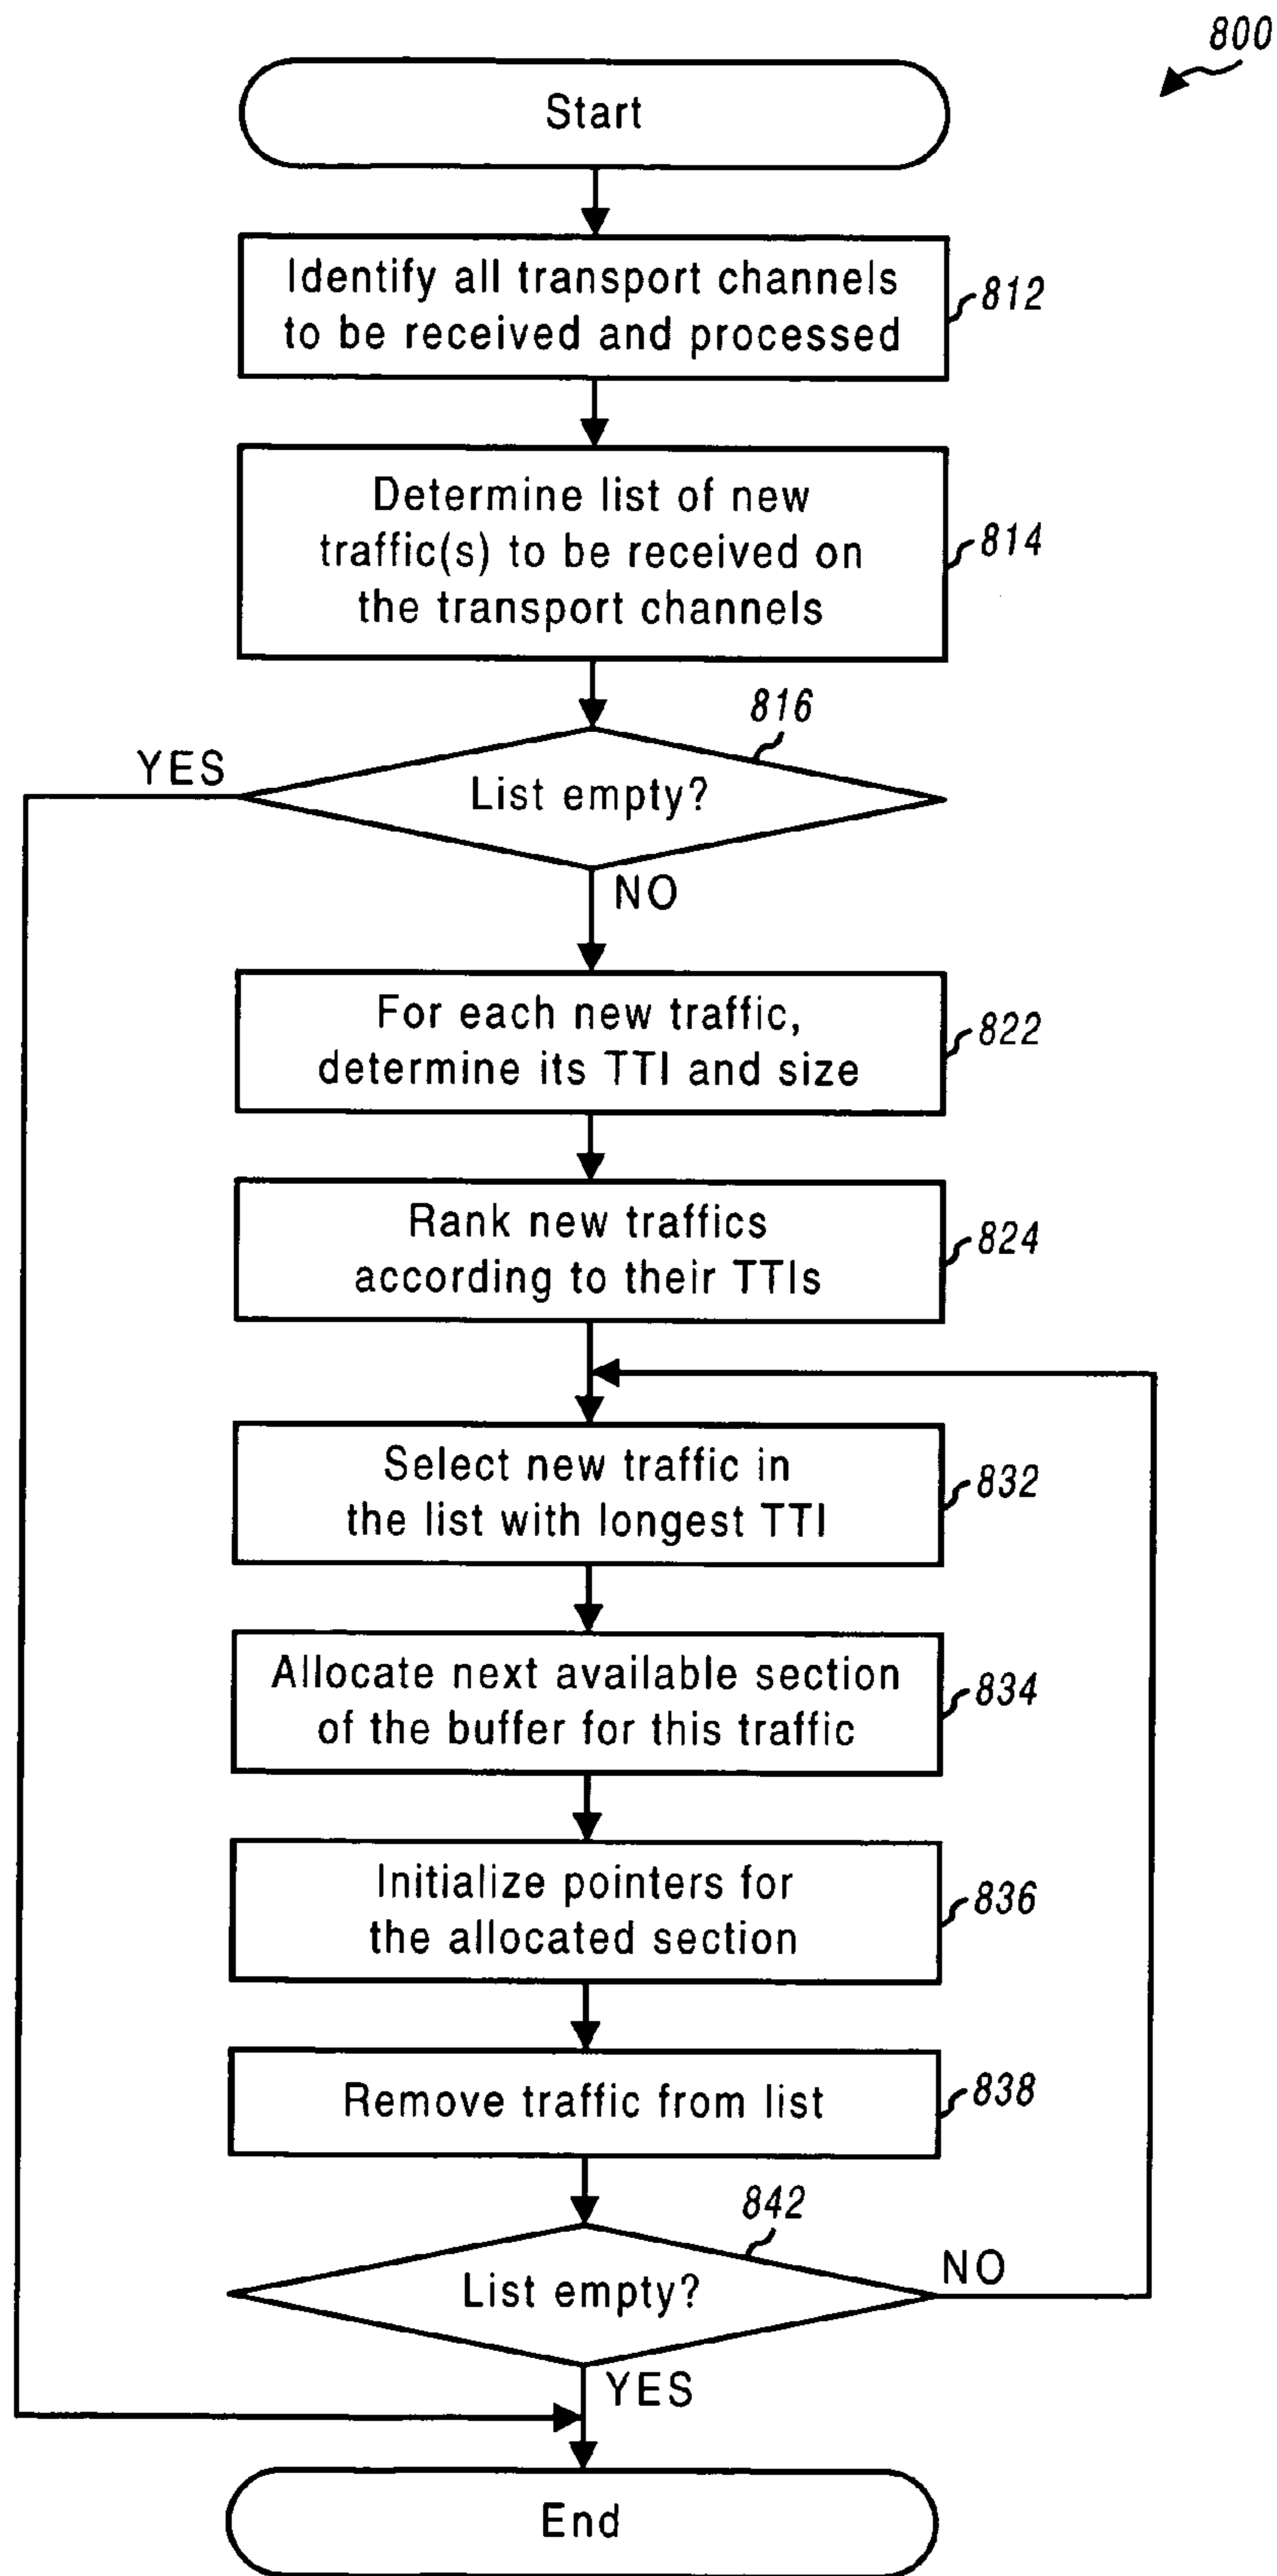 800
Start
Identify all transport channels
to be received and processed
812
Determine list of new
traffic(s) to be received on
the transport channels
814
816
YES
List empty?
NO
For each new traffic,
determine its TTI and size
822
Rank new traffics
according to their TTIs
824
Select new traffic in
the list with longest TTI
832
Allocate next available section
of the buffer for this traffic
834
Initialize pointers for
the allocated section
836
Remove traffic from list
838
842
List empty?
NO
YES
End